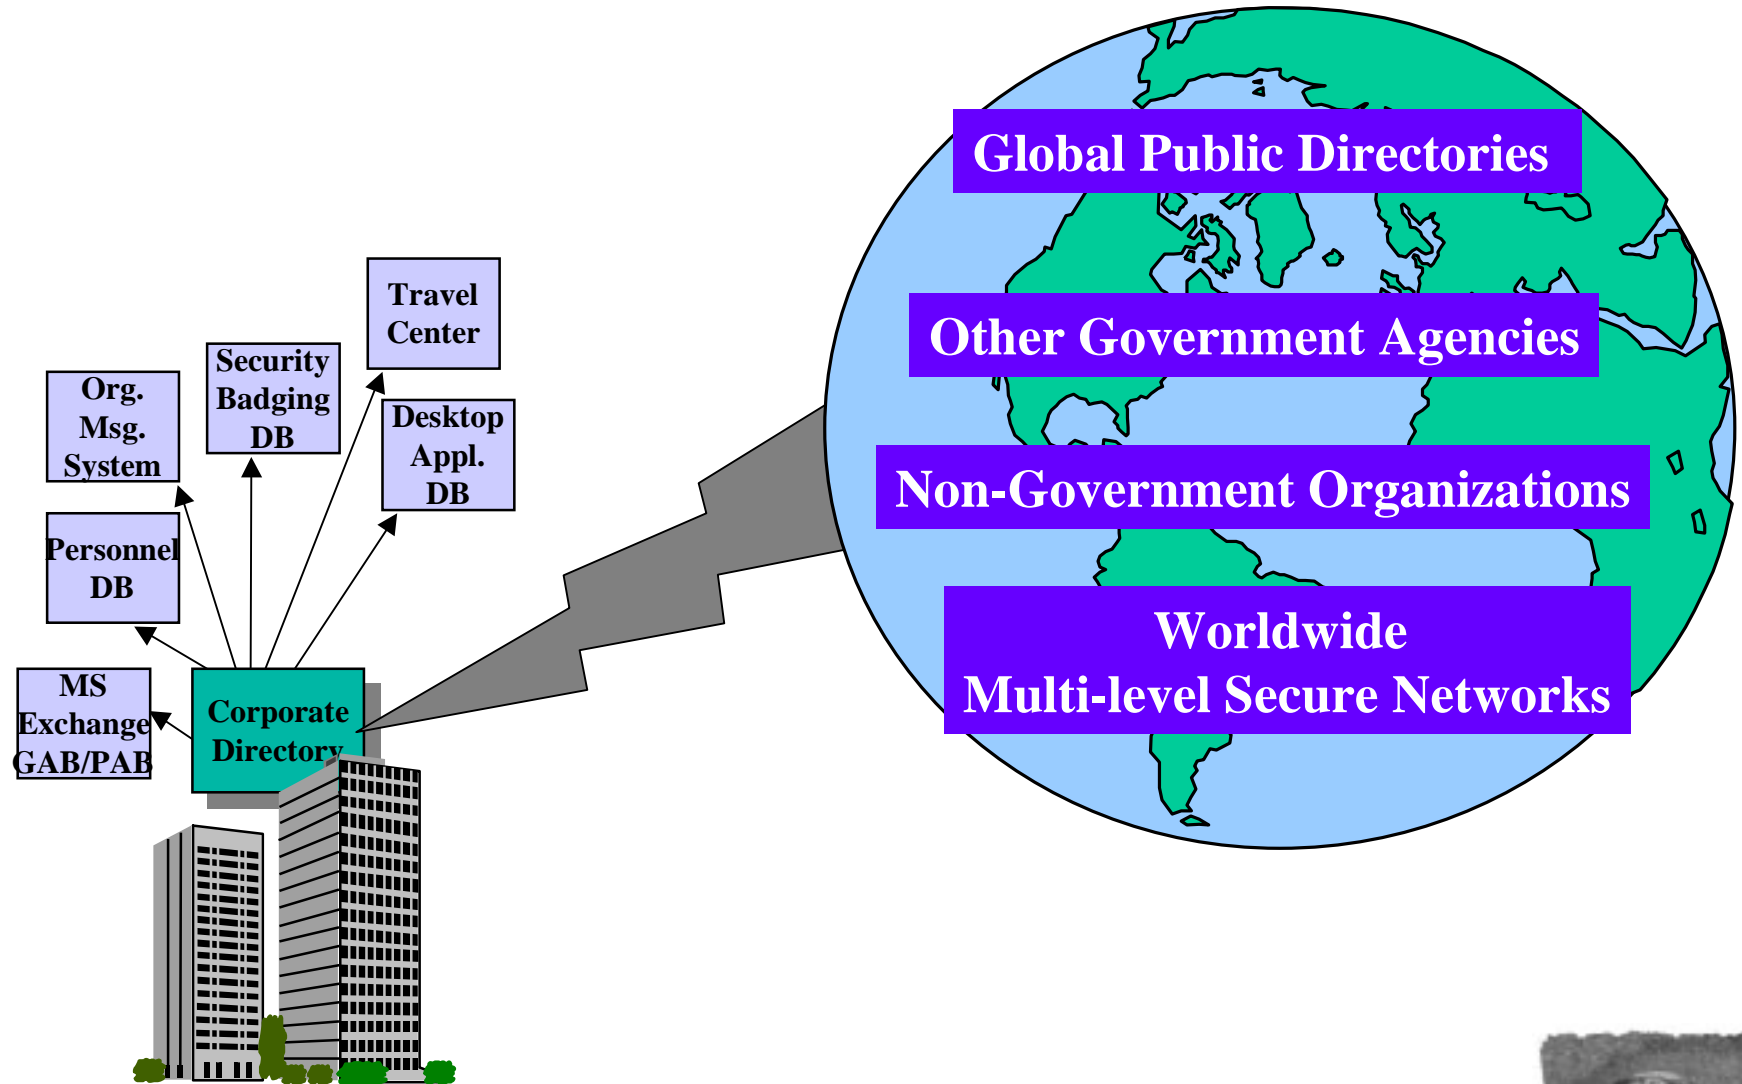 Global Public Directories
Other Government Agencies
Non-Government Organizations
Worldwide
Multi-level Secure Networks
Travel
Center
Security
Badging
DB
Org.
Msg.
System
Desktop
Appl.
DB
Personnel
DB
MS
Exchange
GAB/PAB
Corporate
Directory